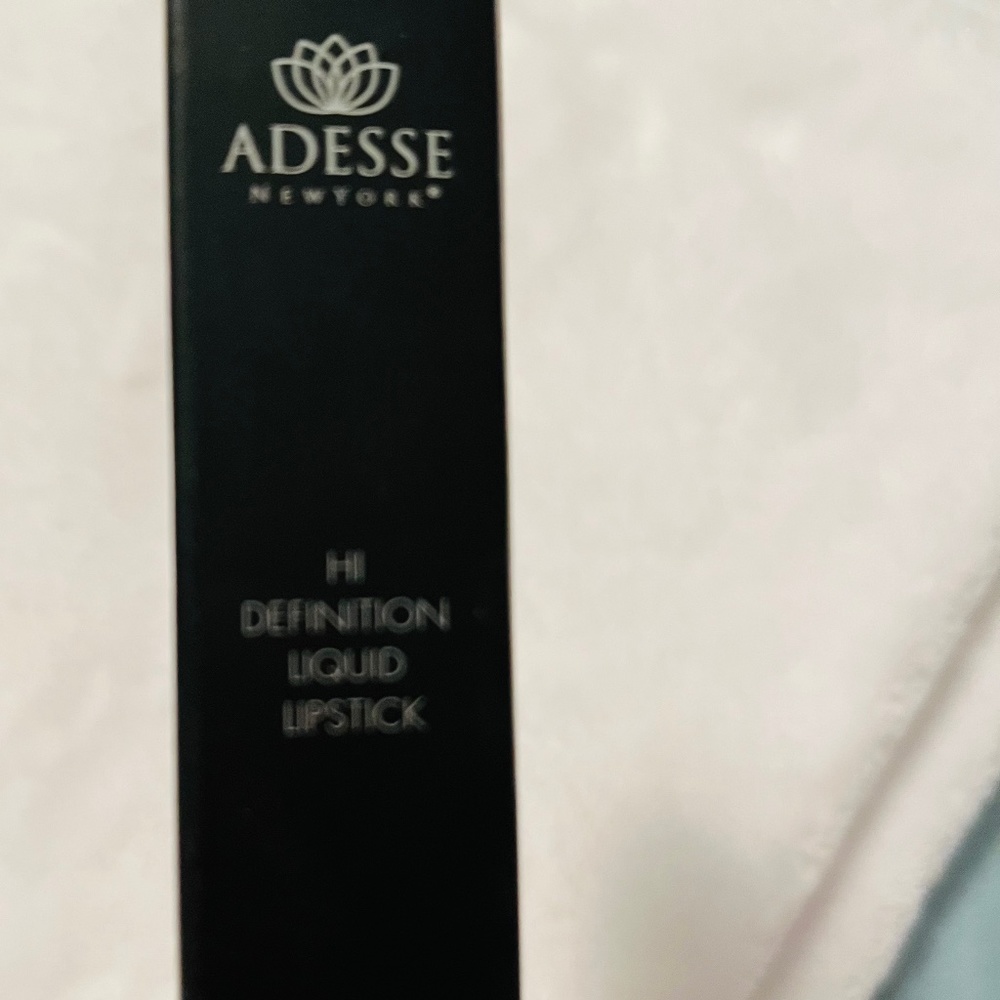 ADESSE
NEW YORK®
HI
DEFINITION
LIQUID
LIPSTICK